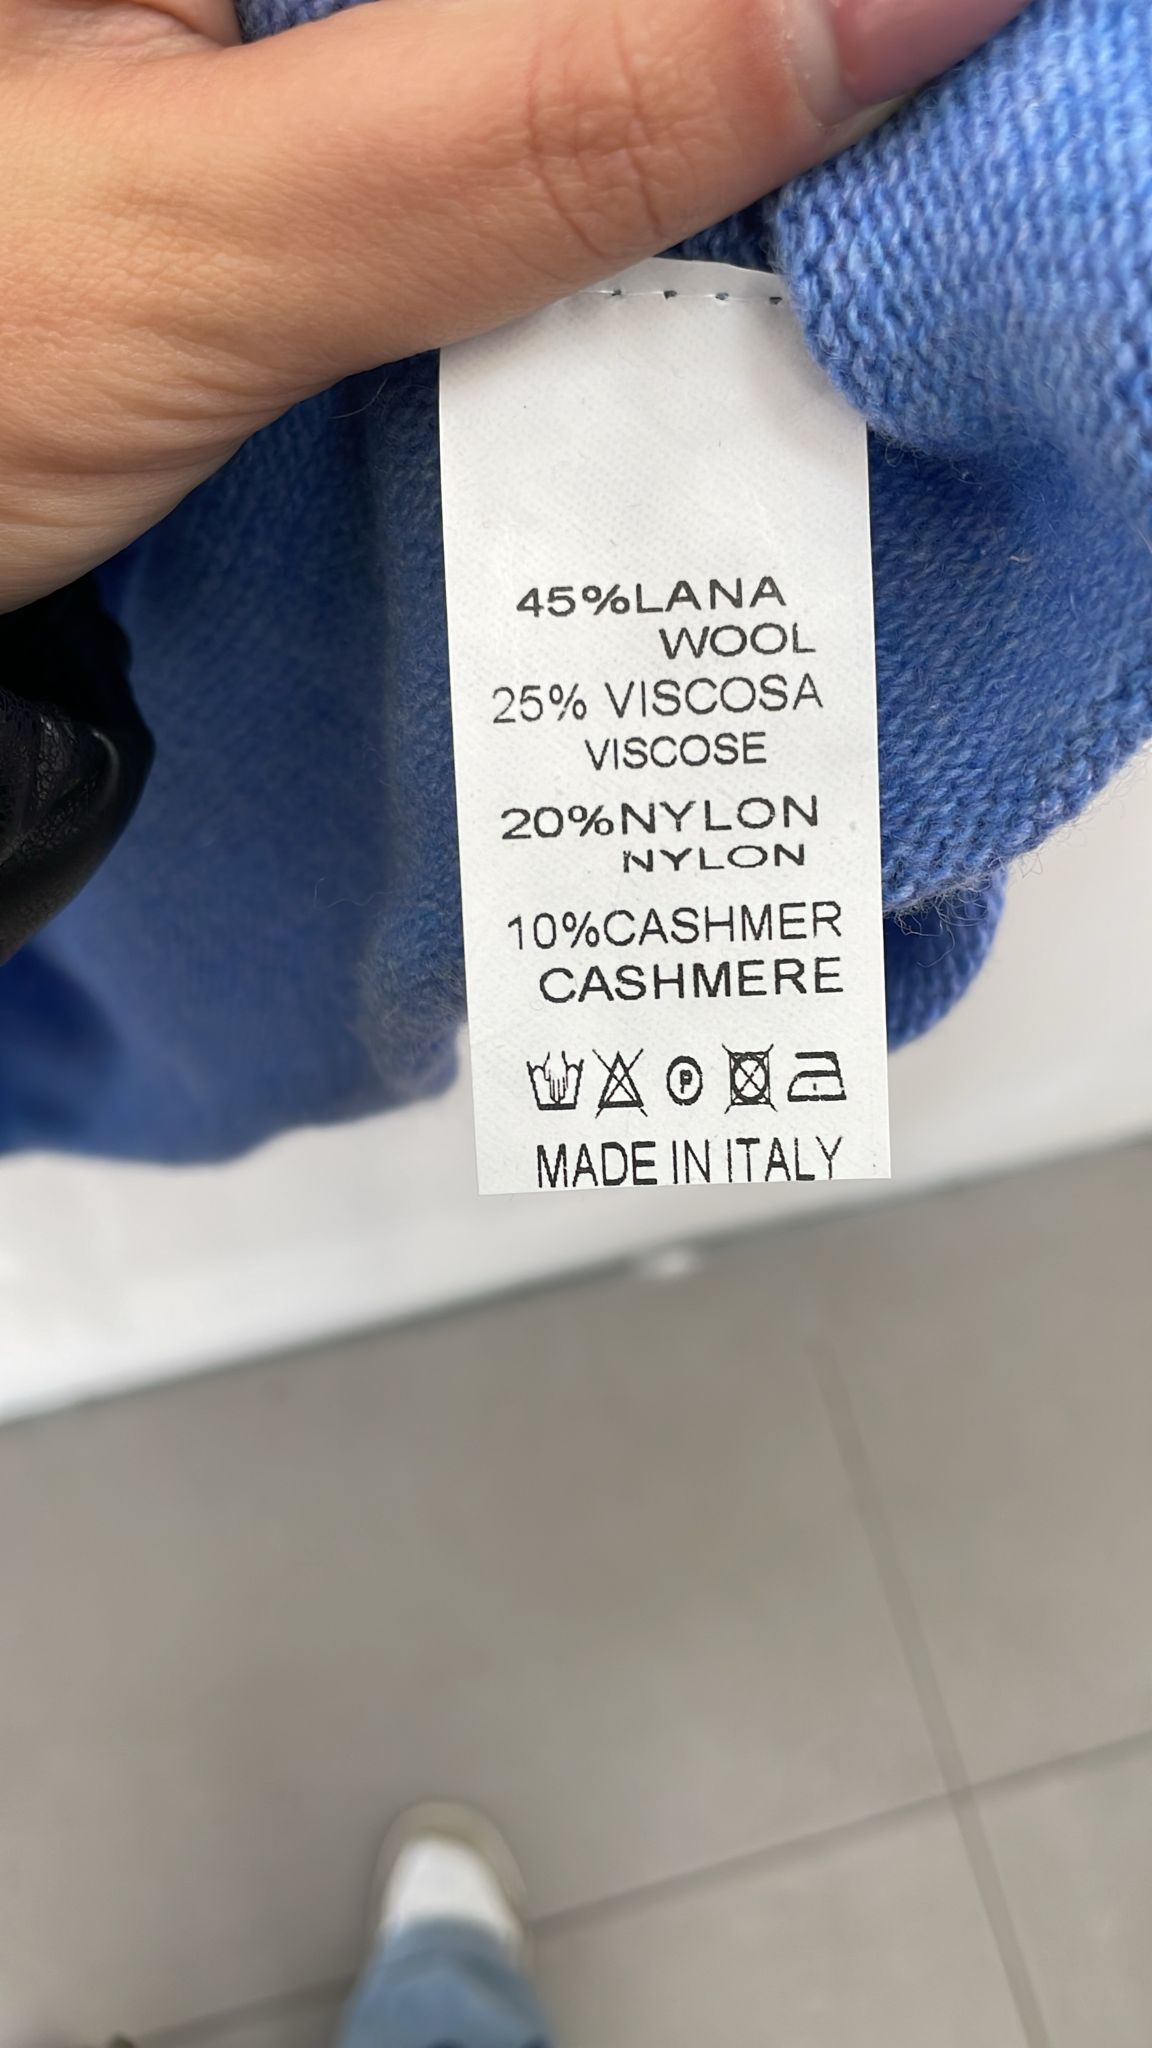 45%LANA
WOOL
25% VISCOSA
VISCOSE
20%NYLON
NYLON
10%CASHMER
CASHMERE
P
MADE IN ITALY